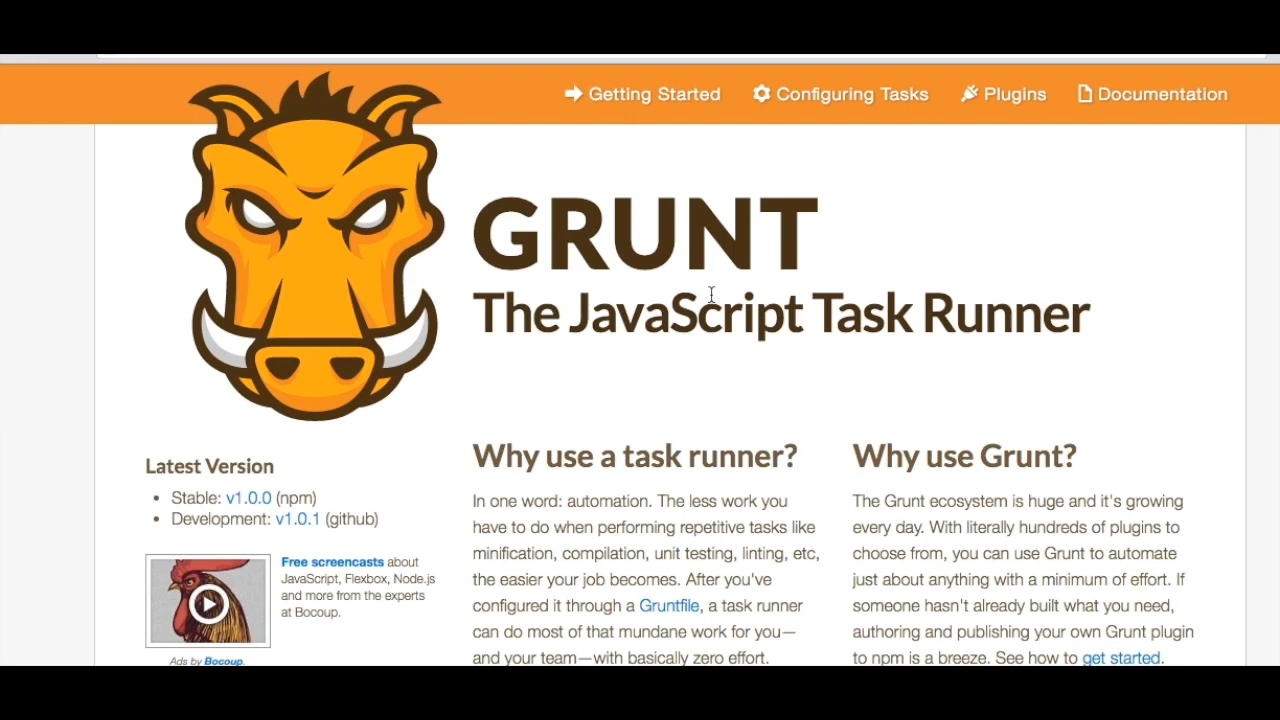 Getting Started
Configuring Tasks
Plugins
Documentation
GRUNT
The JavaScript Task Runner
Latest Version
• Stable: v1.0.0 (npm)
• Development: v1.0.1 (github)
Free screencasts about
JavaScript, Flexbox, Node.js
and more from the experts
at Bocoup.
Ads by Bocoup.
Why use a task runner?
In one word: automation. The less work you
have to do when performing repetitive tasks like
minification, compilation, unit testing, linting, etc,
the easier your job becomes. After you've
configured it through a Gruntfile, a task runner
can do most of that mundane work for you—
and your team—with basically zero effort.
Why use Grunt?
The Grunt ecosystem is huge and it's growing
every day. With literally hundreds of plugins to
choose from, you can use Grunt to automate
just about anything with a minimum of effort. If
someone hasn't already built what you need,
authoring and publishing your own Grunt plugin
to npm is a breeze. See how to get started.